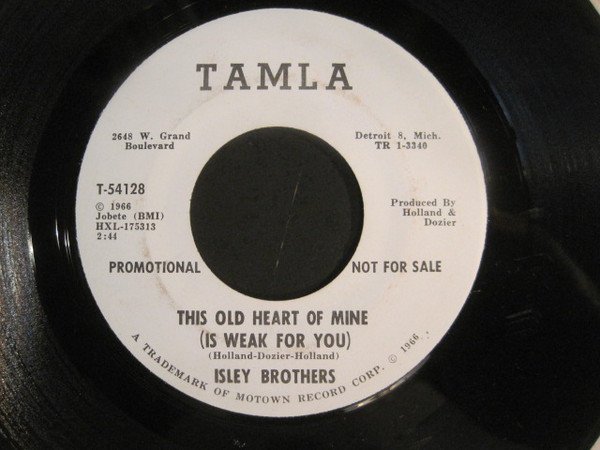 TAMLA
2648 W. Grand
Boulevard
Detroit 8, Mich.
TR 1-3340
T-54128
© 1966
Jobete (BMI)
HXL-175313
2:44
Produced By
Holland &
Dozier
PROMOTIONAL
NOT FOR SALE
THIS OLD HEART OF MINE
(IS WEAK FOR YOU)
(Holland-Dozier-Holland)
ISLEY BROTHERS
A TRADEMARK OF MOTOWN RECORD CORP. © 1966